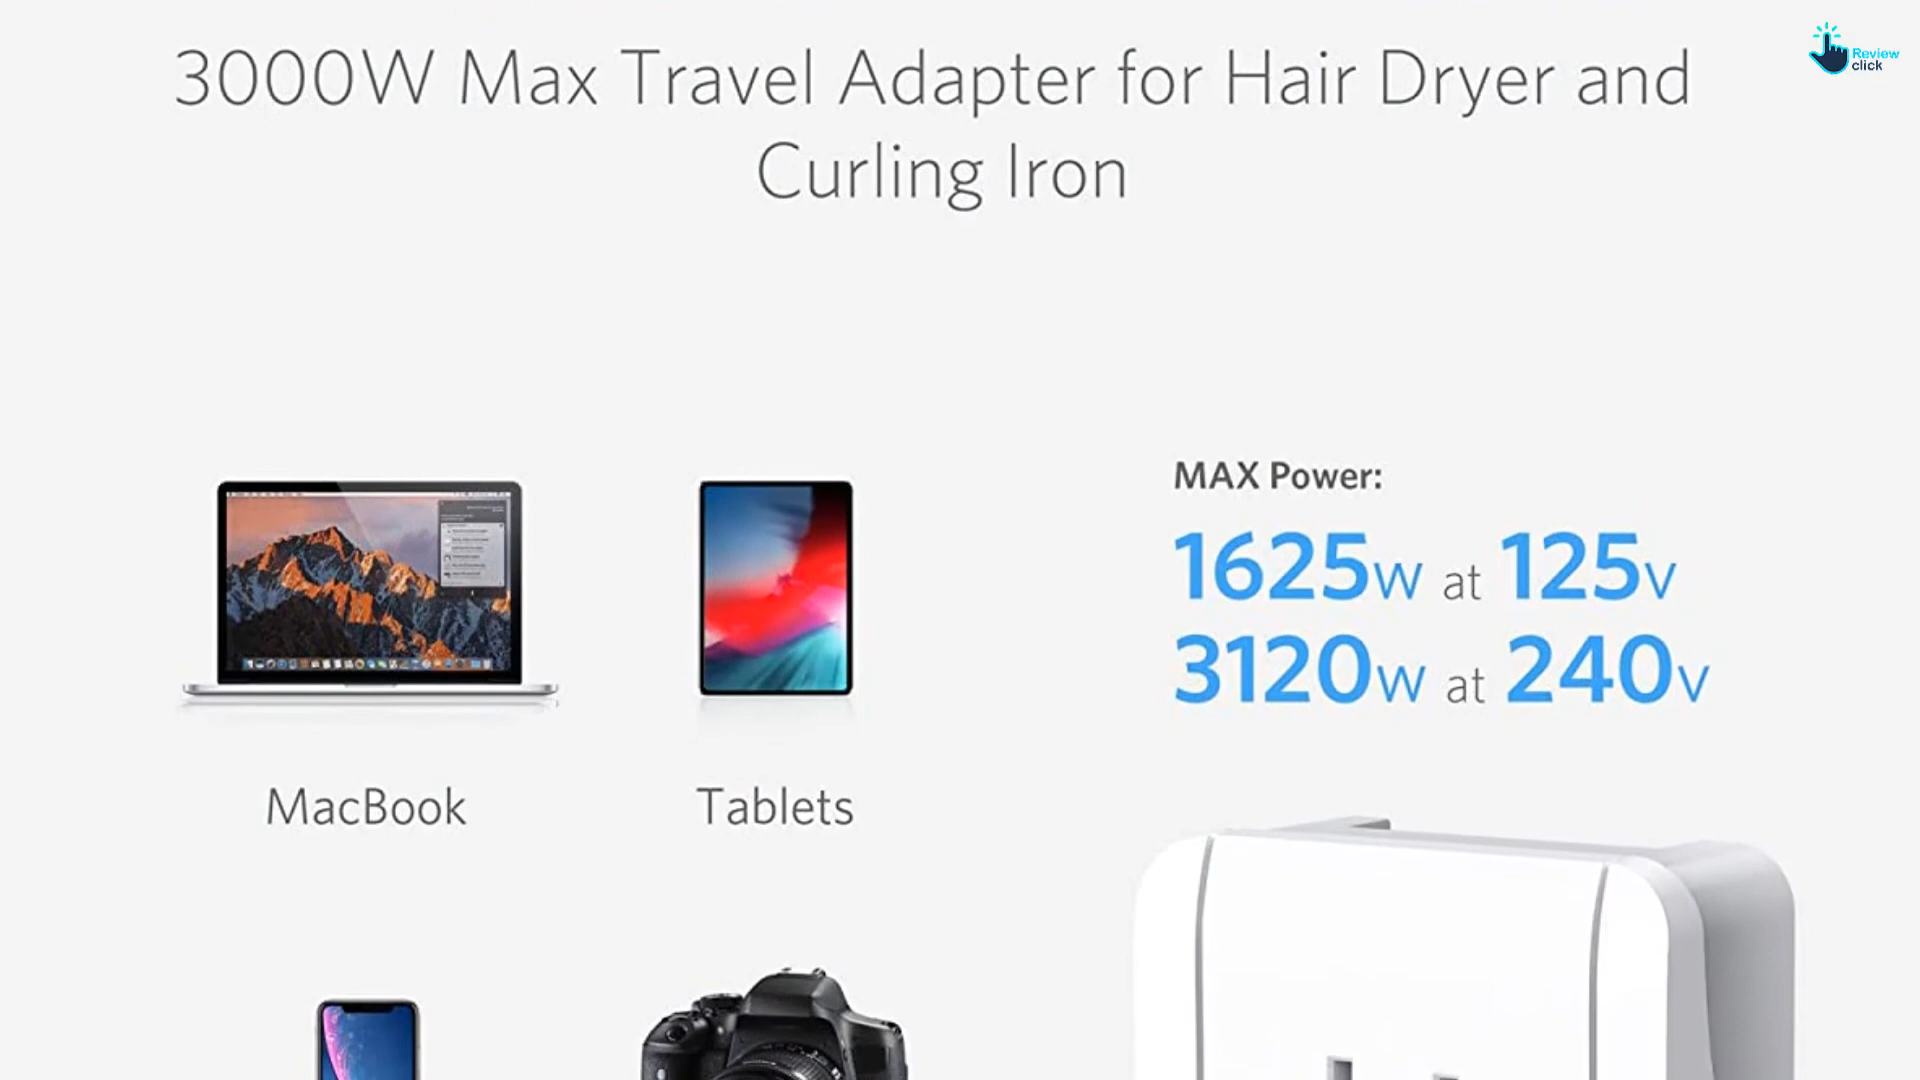 3000W Max Travel Adapter for Hair Dryer and
Curling Iron
Review
click
MAX Power:
1625W at 125V
3120W at 240V
MacBook
Tablets